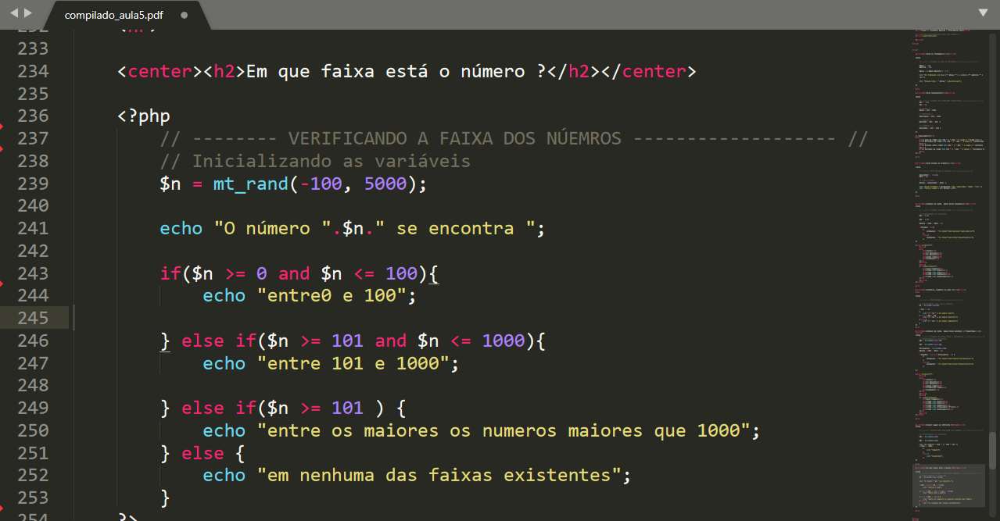 compilado_aula5.pdf
232 <hr>
233
234 <center><h2>Em que faixa está o número ?</h2></center>
235
236 <?php
237 // -------- VERIFICANDO A FAIXA DOS NÚEMROS ------------------- //
238 // Inicializando as variáveis
239 $n = mt_rand(-100, 5000);
240
241 echo "O número ".$n." se encontra ";
242
243 if($n >= 0 and $n <= 100){
244 echo "entre0 e 100";
245
246 } else if($n >= 101 and $n <= 1000){
247 echo "entre 101 e 1000";
248
249 } else if($n >= 101 ) {
250 echo "entre os maiores os numeros maiores que 1000";
251 } else {
252 echo "em nenhuma das faixas existentes";
253 }
254 ?>